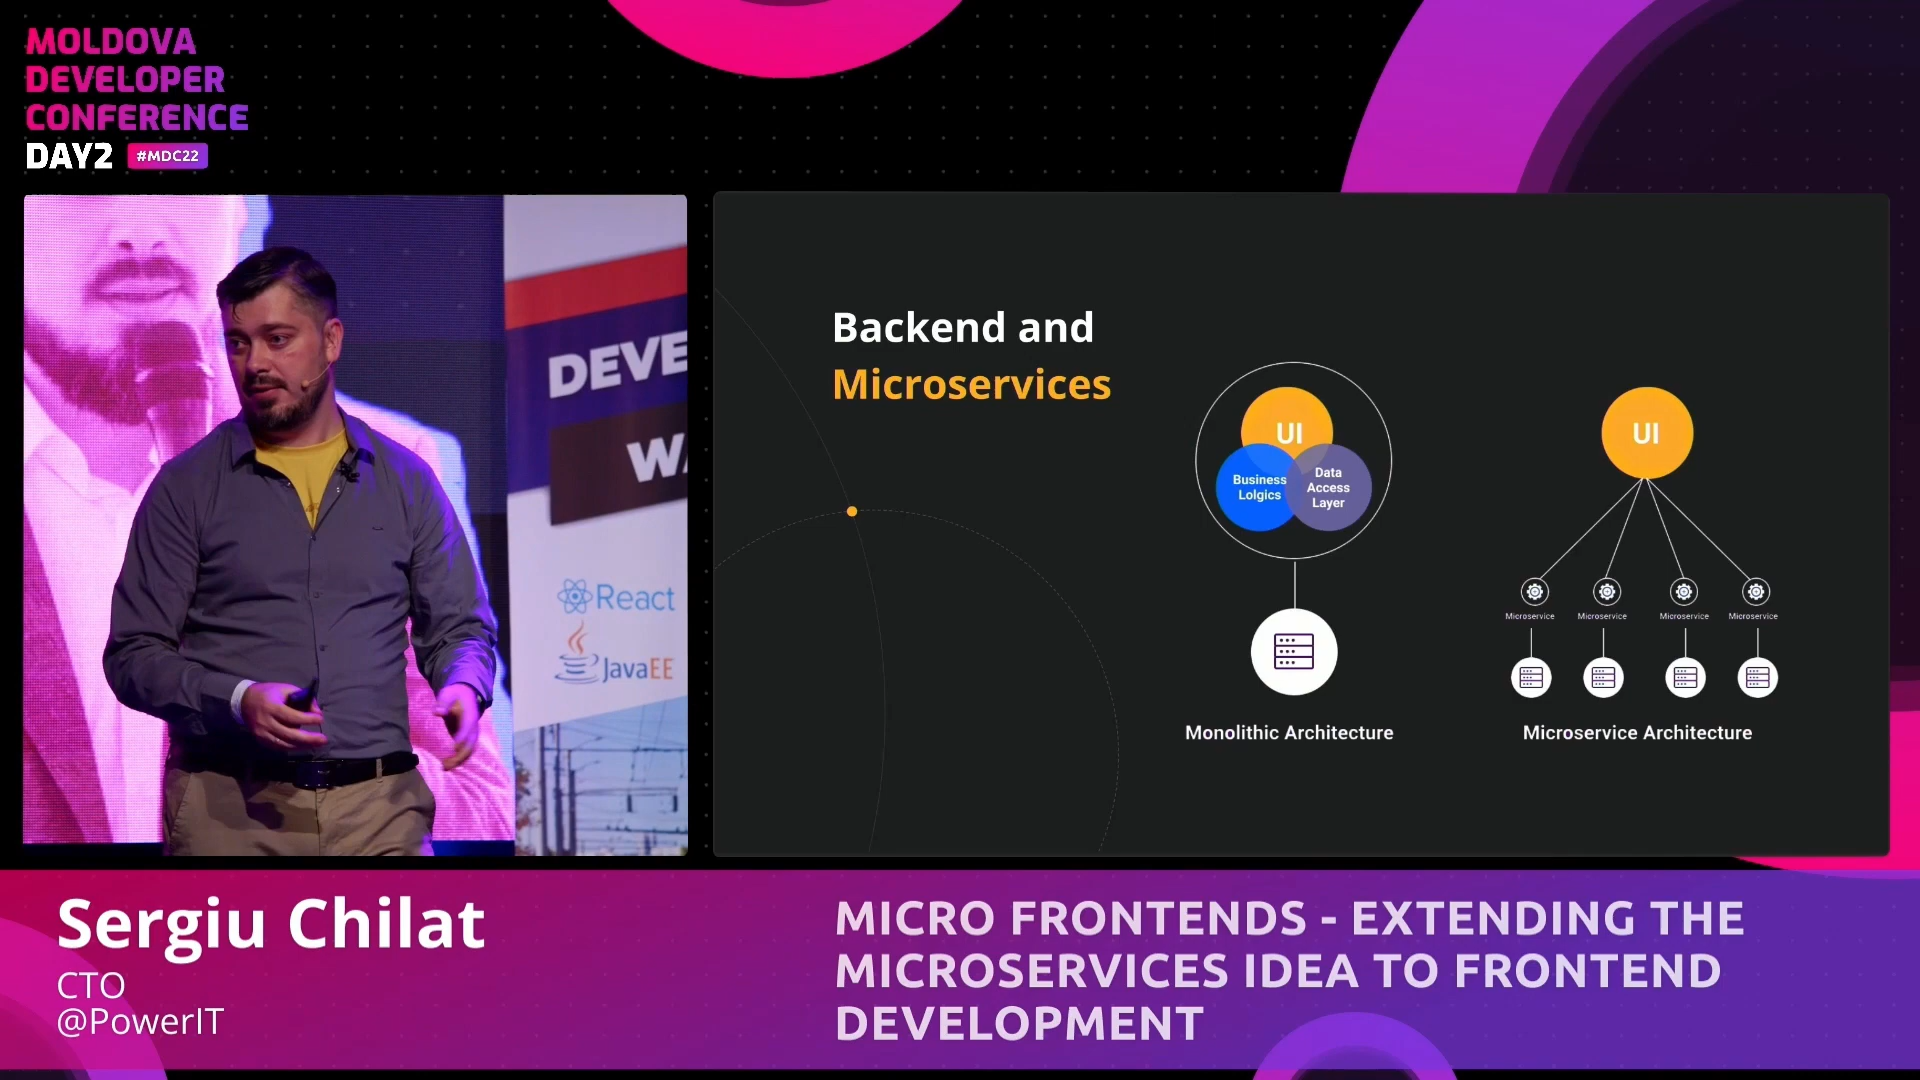 MOLDOVA
DEVELOPER
CONFERENCE
DAY2 #MDC22
DEVE
WA
React
JavaEE
Backend and
Microservices
UI
Business
Lolgics
Data
Access
Layer
Monolithic Architecture
UI
Microservice Microservice Microservice Microservice
Microservice Architecture
Sergiu Chilat
CTO
@PowerIT
MICRO FRONTENDS - EXTENDING THE
MICROSERVICES IDEA TO FRONTEND
DEVELOPMENT